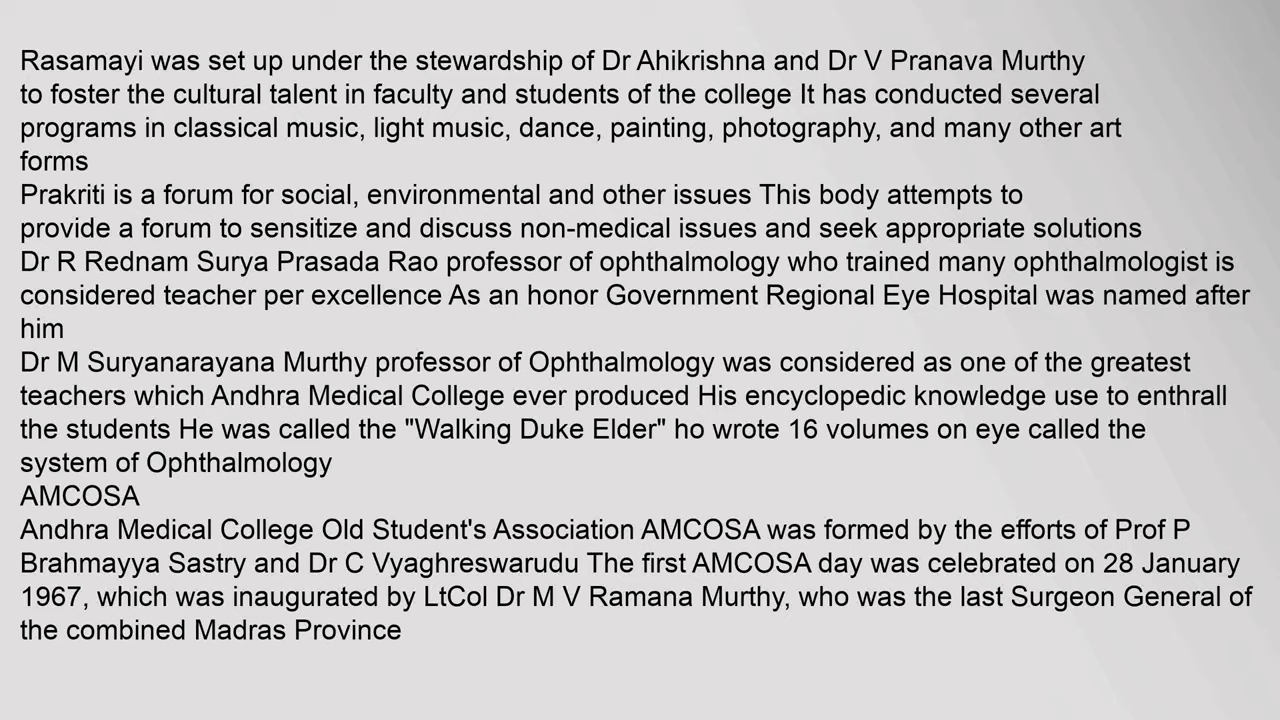 Rasamayi was set up under the stewardship of Dr Ahikrishna and Dr V Pranava Murthy
to foster the cultural talent in faculty and students of the college It has conducted several
programs in classical music, light music, dance, painting, photography, and many other art
forms
Prakriti is a forum for social, environmental and other issues This body attempts to
provide a forum to sensitize and discuss non-medical issues and seek appropriate solutions
Dr R Rednam Surya Prasada Rao professor of ophthalmology who trained many ophthalmologist is
considered teacher per excellence As an honor Government Regional Eye Hospital was named after
him
Dr M Suryanarayana Murthy professor of Ophthalmology was considered as one of the greatest
teachers which Andhra Medical College ever produced His encyclopedic knowledge use to enthrall
the students He was called the "Walking Duke Elder" ho wrote 16 volumes on eye called the
system of Ophthalmology
AMCOSA
Andhra Medical College Old Student's Association AMCOSA was formed by the efforts of Prof P
Brahmayya Sastry and Dr C Vyaghreswarudu The first AMCOSA day was celebrated on 28 January
1967, which was inaugurated by LtCol Dr M V Ramana Murthy, who was the last Surgeon General of
the combined Madras Province